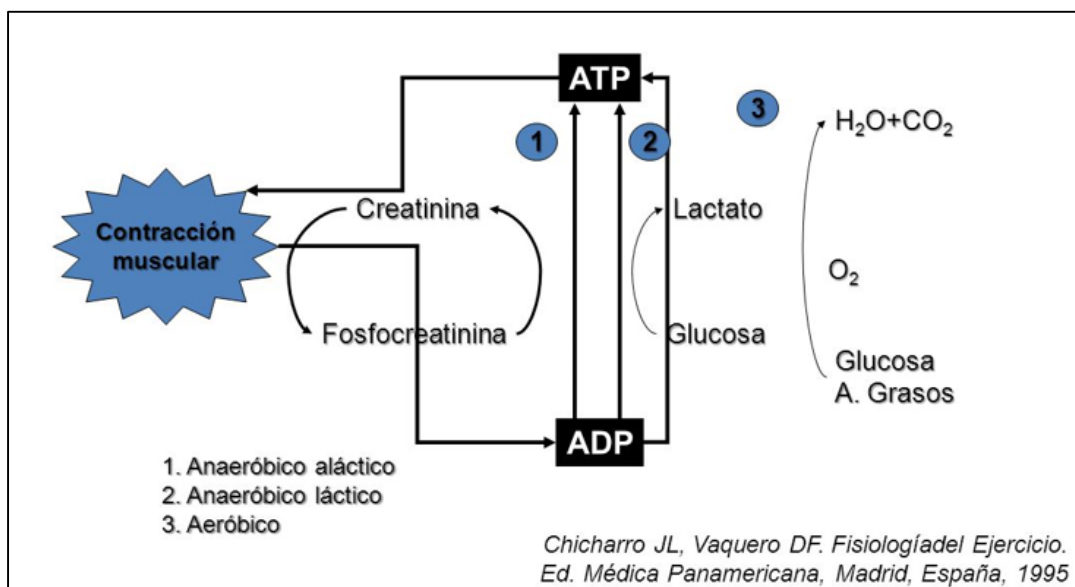 ATP
1
2
3
H₂O+CO₂
Creatinina
Lactato
Contracción
muscular
O₂
Fosfocreatinina
Glucosa
Glucosa
A. Grasos
ADP
1. Anaeróbico aláctico
2. Anaeróbico láctico
3. Aeróbico
Chicharro JL, Vaquero DF. Fisiologíadel Ejercicio.
Ed. Médica Panamericana, Madrid, España, 1995